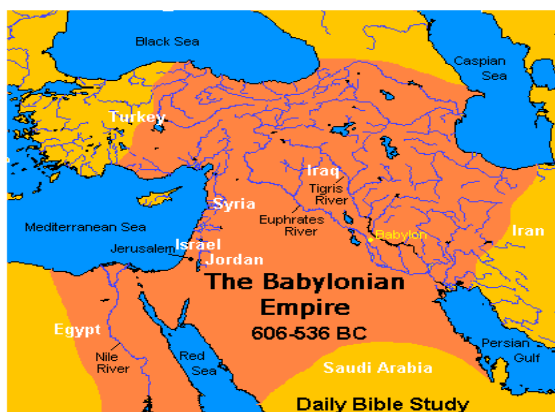 Black Sea
Caspian
Sea
Turkey
Iraq
Tigris
River
Syria
Euphrates
River
Mediterranean Sea
Babylon
Iran
Jerusalem
Israel
Jordan
The Babylonian
Empire
606-536 BC
Egypt
Nile
River
Red
Sea
Persian
Gulf
Saudi Arabia
Daily Bible Study